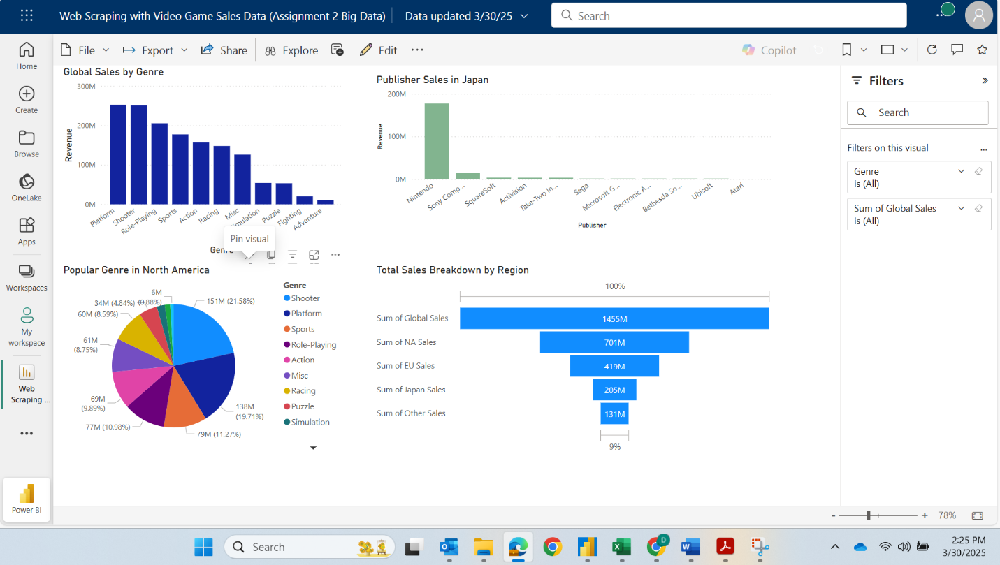 Web Scraping with Video Game Sales Data (Assignment 2 Big Data)
Data updated 3/30/25
Search
File
Export
Share
Explore
Edit
Copilot
Home
Create
Browse
OneLake
Apps
Workspaces
My
workspace
Web
Scraping ...
Power BI
Global Sales by Genre
300M
200M
100M
0M
Revenue
Platform
Shooter
Role-Playing
Sports
Action
Racing
Misc
Puzzle
Fighting
Adventure
Genre
Pin visual
Publisher Sales in Japan
200M
100M
0M
Revenue
Nintendo
Sony Comp...
SquareSoft
Activision
Take-Two In...
Sega
Microsoft G...
Electronic A...
Bethesda So...
Ubisoft
Atari
Publisher
Popular Genre in North America
6M
(0.88%)
34M (4.84%)
60M (8.59%)
61M
(8.75%)
69M
(9.89%)
77M (10.98%)
79M (11.27%)
138M
(19.71%)
151M (21.58%)
Genre
Shooter
Platform
Sports
Role-Playing
Action
Misc
Racing
Puzzle
Simulation
Total Sales Breakdown by Region
100%
Sum of Global Sales 1455M
Sum of NA Sales 701M
Sum of EU Sales 419M
Sum of Japan Sales 205M
Sum of Other Sales 131M
9%
Filters
Search
Filters on this visual
Genre
is (All)
Sum of Global Sales
is (All)
- + 78%
Search
D
2:25 PM
3/30/2025